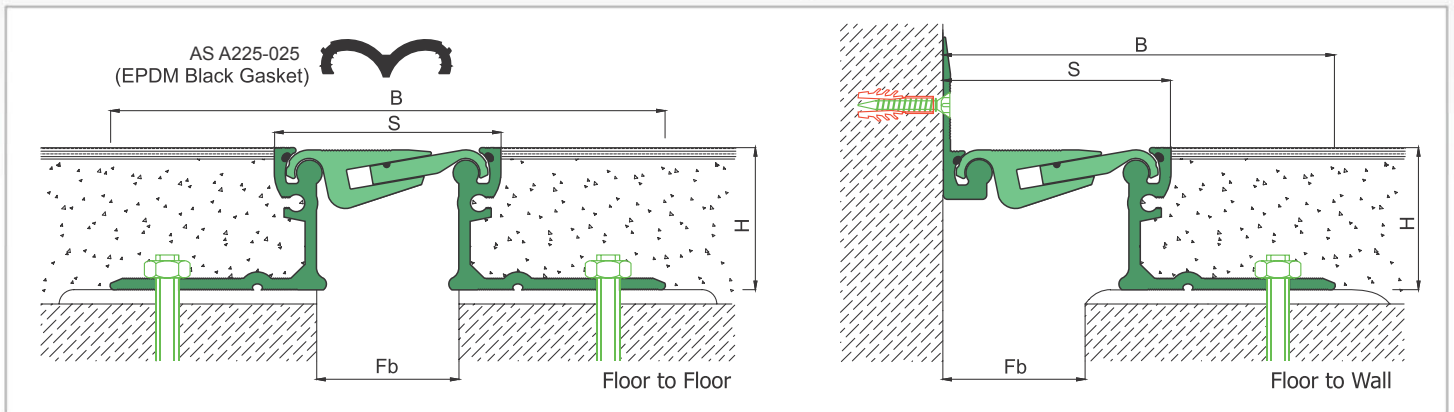 AS A225-025
(EPDM Black Gasket)
B
S
H
Fb
Floor to Floor
B
S
H
Fb
Floor to Wall